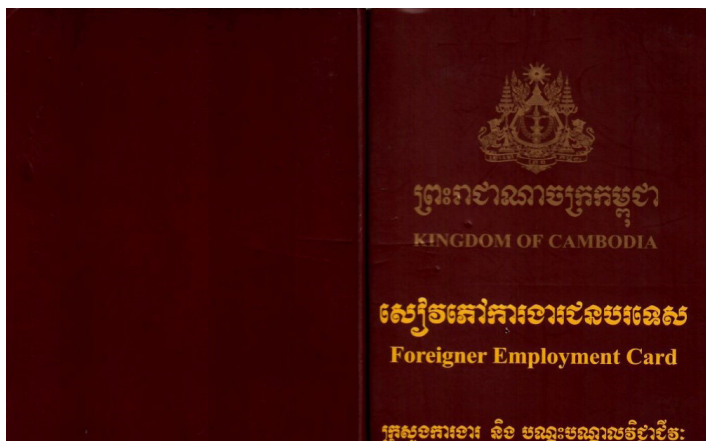 ព្រះរាជាណាចក្រកម្ពុជា
KINGDOM OF CAMBODIA
សៀវភៅការងារជនបរទេស
Foreigner Employment Card
ក្រសួងការងារ និង បណ្តុះបណ្តាលវិជ្ជាជីវៈ